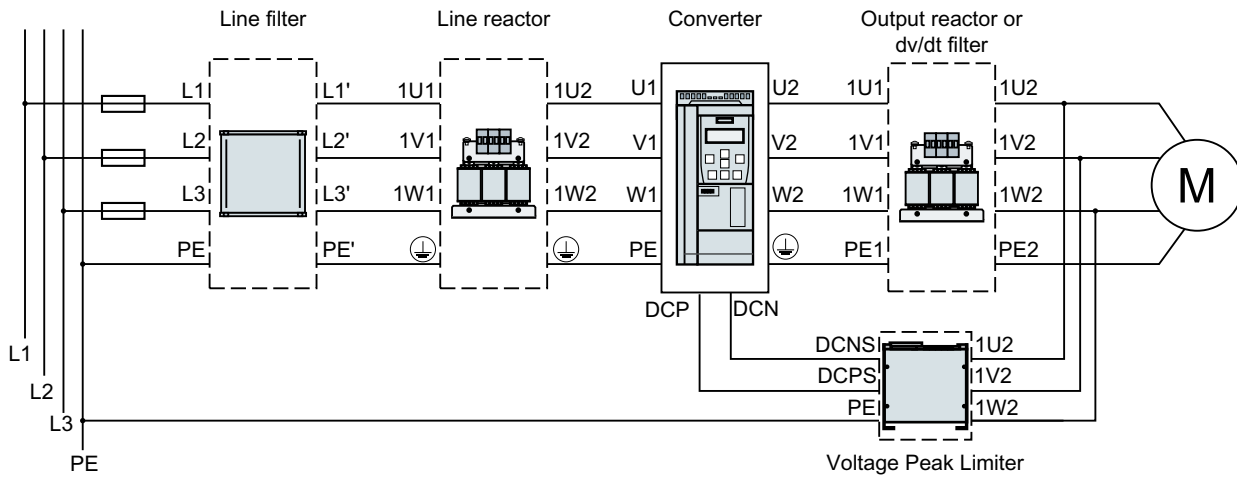 Line filter
Line reactor
Converter
Output reactor or
dv/dt filter
L1 L1' 1U1 1U2 U1 U2 1U1 1U2
L2 L2' 1V1 1V2 V1 V2 1V1 1V2
L3 L3' 1W1 1W2 W1 W2 1W1 1W2
M
PE PE' PE PE1 PE2
DCP DCN
DCNS 1U2
DCPS 1V2
PE 1W2
L1
L2
L3
PE
Voltage Peak Limiter